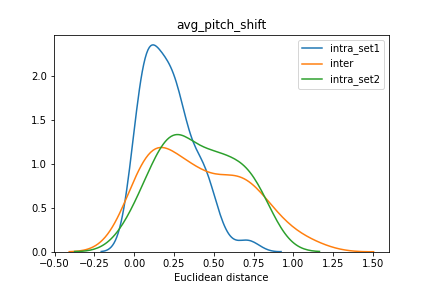 avg_pitch_shift
intra_set1
inter
intra_set2
2.0
1.5
1.0
0.5
0.0
−0.50 −0.25 0.00 0.25 0.50 0.75 1.00 1.25 1.50
Euclidean distance